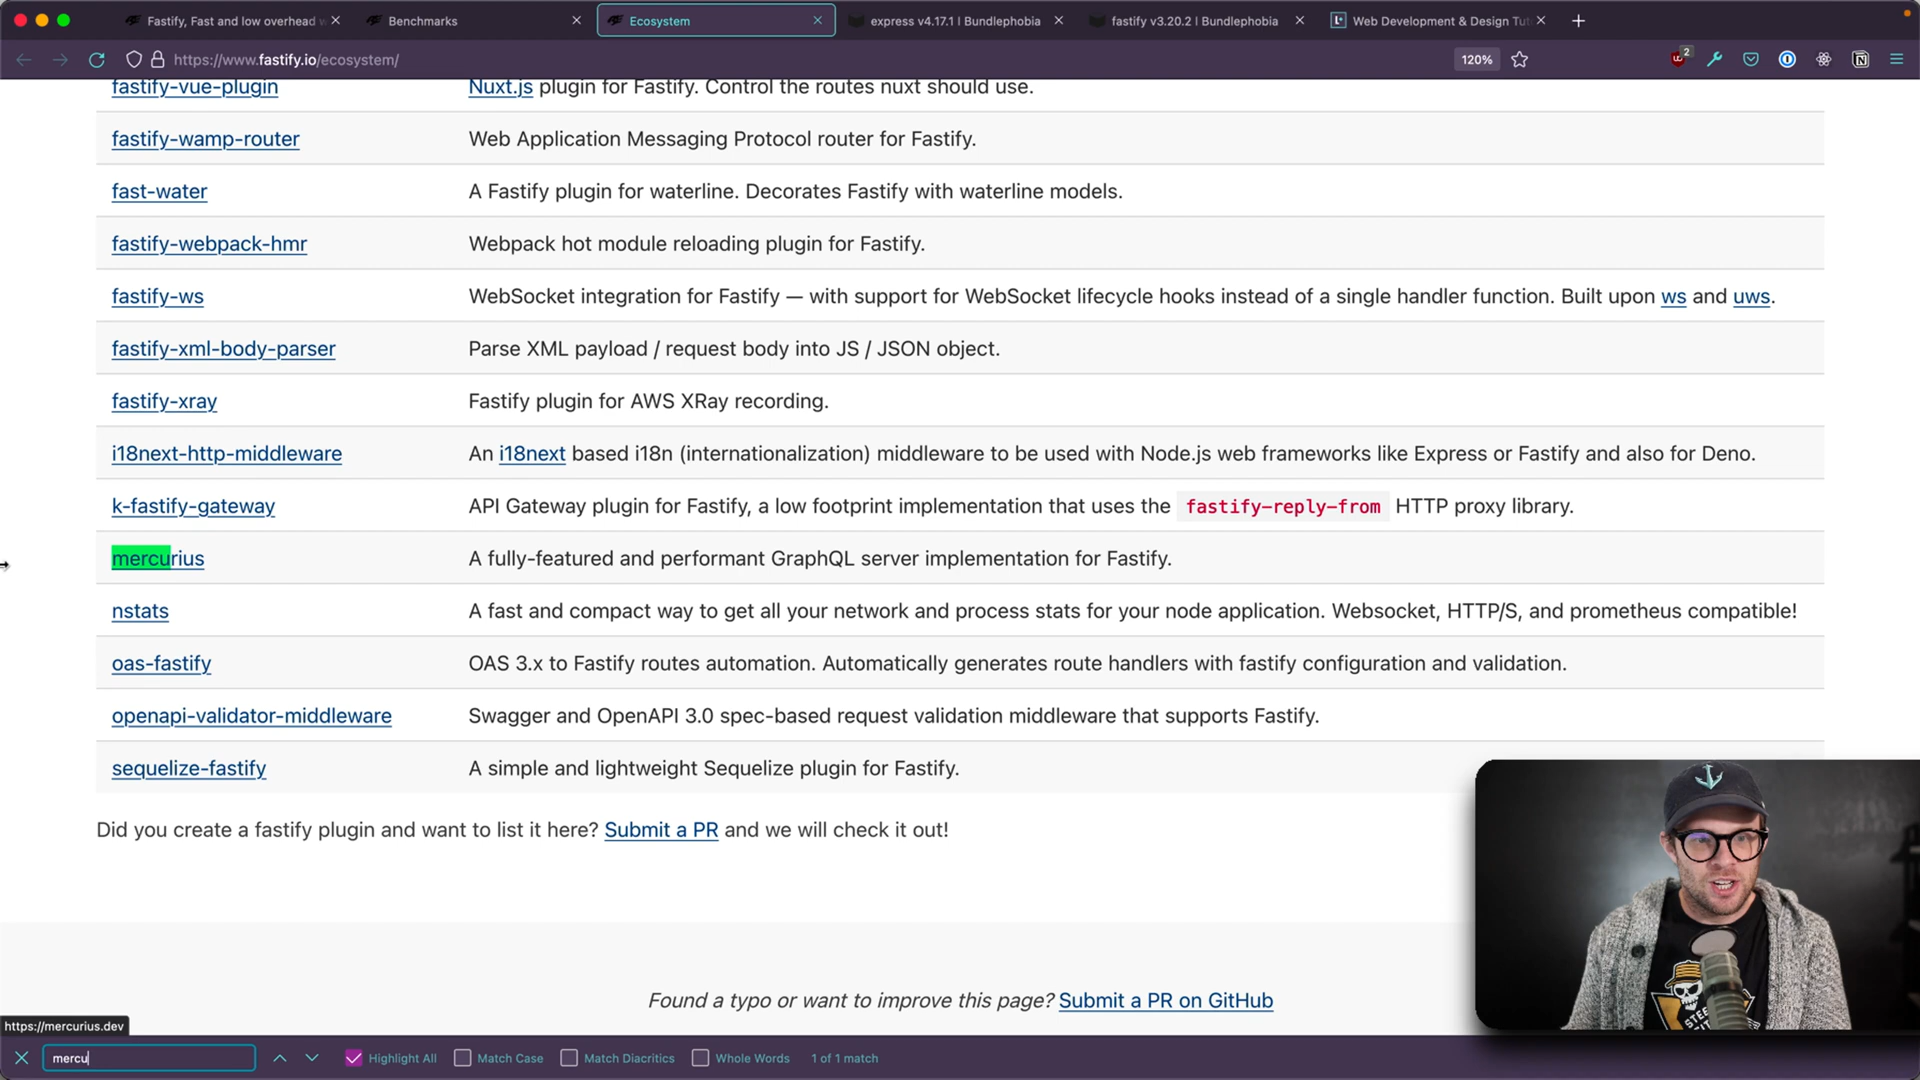 Fastify, Fast and low overhead w
Benchmarks
Ecosystem
express v4.17.1 | Bundlephobia
fastify v3.20.2 | Bundlephobia
Web Development & Design Tut
https://www.fastify.io/ecosystem/
120%
2
fastify-vue-plugin Nuxt.js plugin for Fastify. Control the routes nuxt should use.
fastify-wamp-router Web Application Messaging Protocol router for Fastify.
fast-water A Fastify plugin for waterline. Decorates Fastify with waterline models.
fastify-webpack-hmr Webpack hot module reloading plugin for Fastify.
fastify-ws WebSocket integration for Fastify — with support for WebSocket lifecycle hooks instead of a single handler function. Built upon ws and uws.
fastify-xml-body-parser Parse XML payload / request body into JS / JSON object.
fastify-xray Fastify plugin for AWS XRay recording.
i18next-http-middleware An i18next based i18n (internationalization) middleware to be used with Node.js web frameworks like Express or Fastify and also for Deno.
k-fastify-gateway API Gateway plugin for Fastify, a low footprint implementation that uses the fastify-reply-from HTTP proxy library.
mercurius A fully-featured and performant GraphQL server implementation for Fastify.
nstats A fast and compact way to get all your network and process stats for your node application. Websocket, HTTP/S, and prometheus compatible!
oas-fastify OAS 3.x to Fastify routes automation. Automatically generates route handlers with fastify configuration and validation.
openapi-validator-middleware Swagger and OpenAPI 3.0 spec-based request validation middleware that supports Fastify.
sequelize-fastify A simple and lightweight Sequelize plugin for Fastify.
Did you create a fastify plugin and want to list it here? Submit a PR and we will check it out!
Found a typo or want to improve this page? Submit a PR on GitHub
https://mercurius.dev
mercu
Highlight All
Match Case
Match Diacritics
Whole Words
1 of 1 match